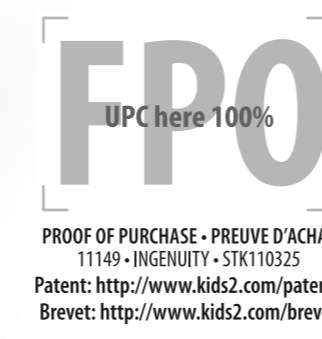 FPO
UPC here 100%
PROOF OF PURCHASE • PREUVE D'ACHA
11149 • INGENUITY • STK110325
Patent: http://www.kids2.com/paten
Brevet: http://www.kids2.com/brev